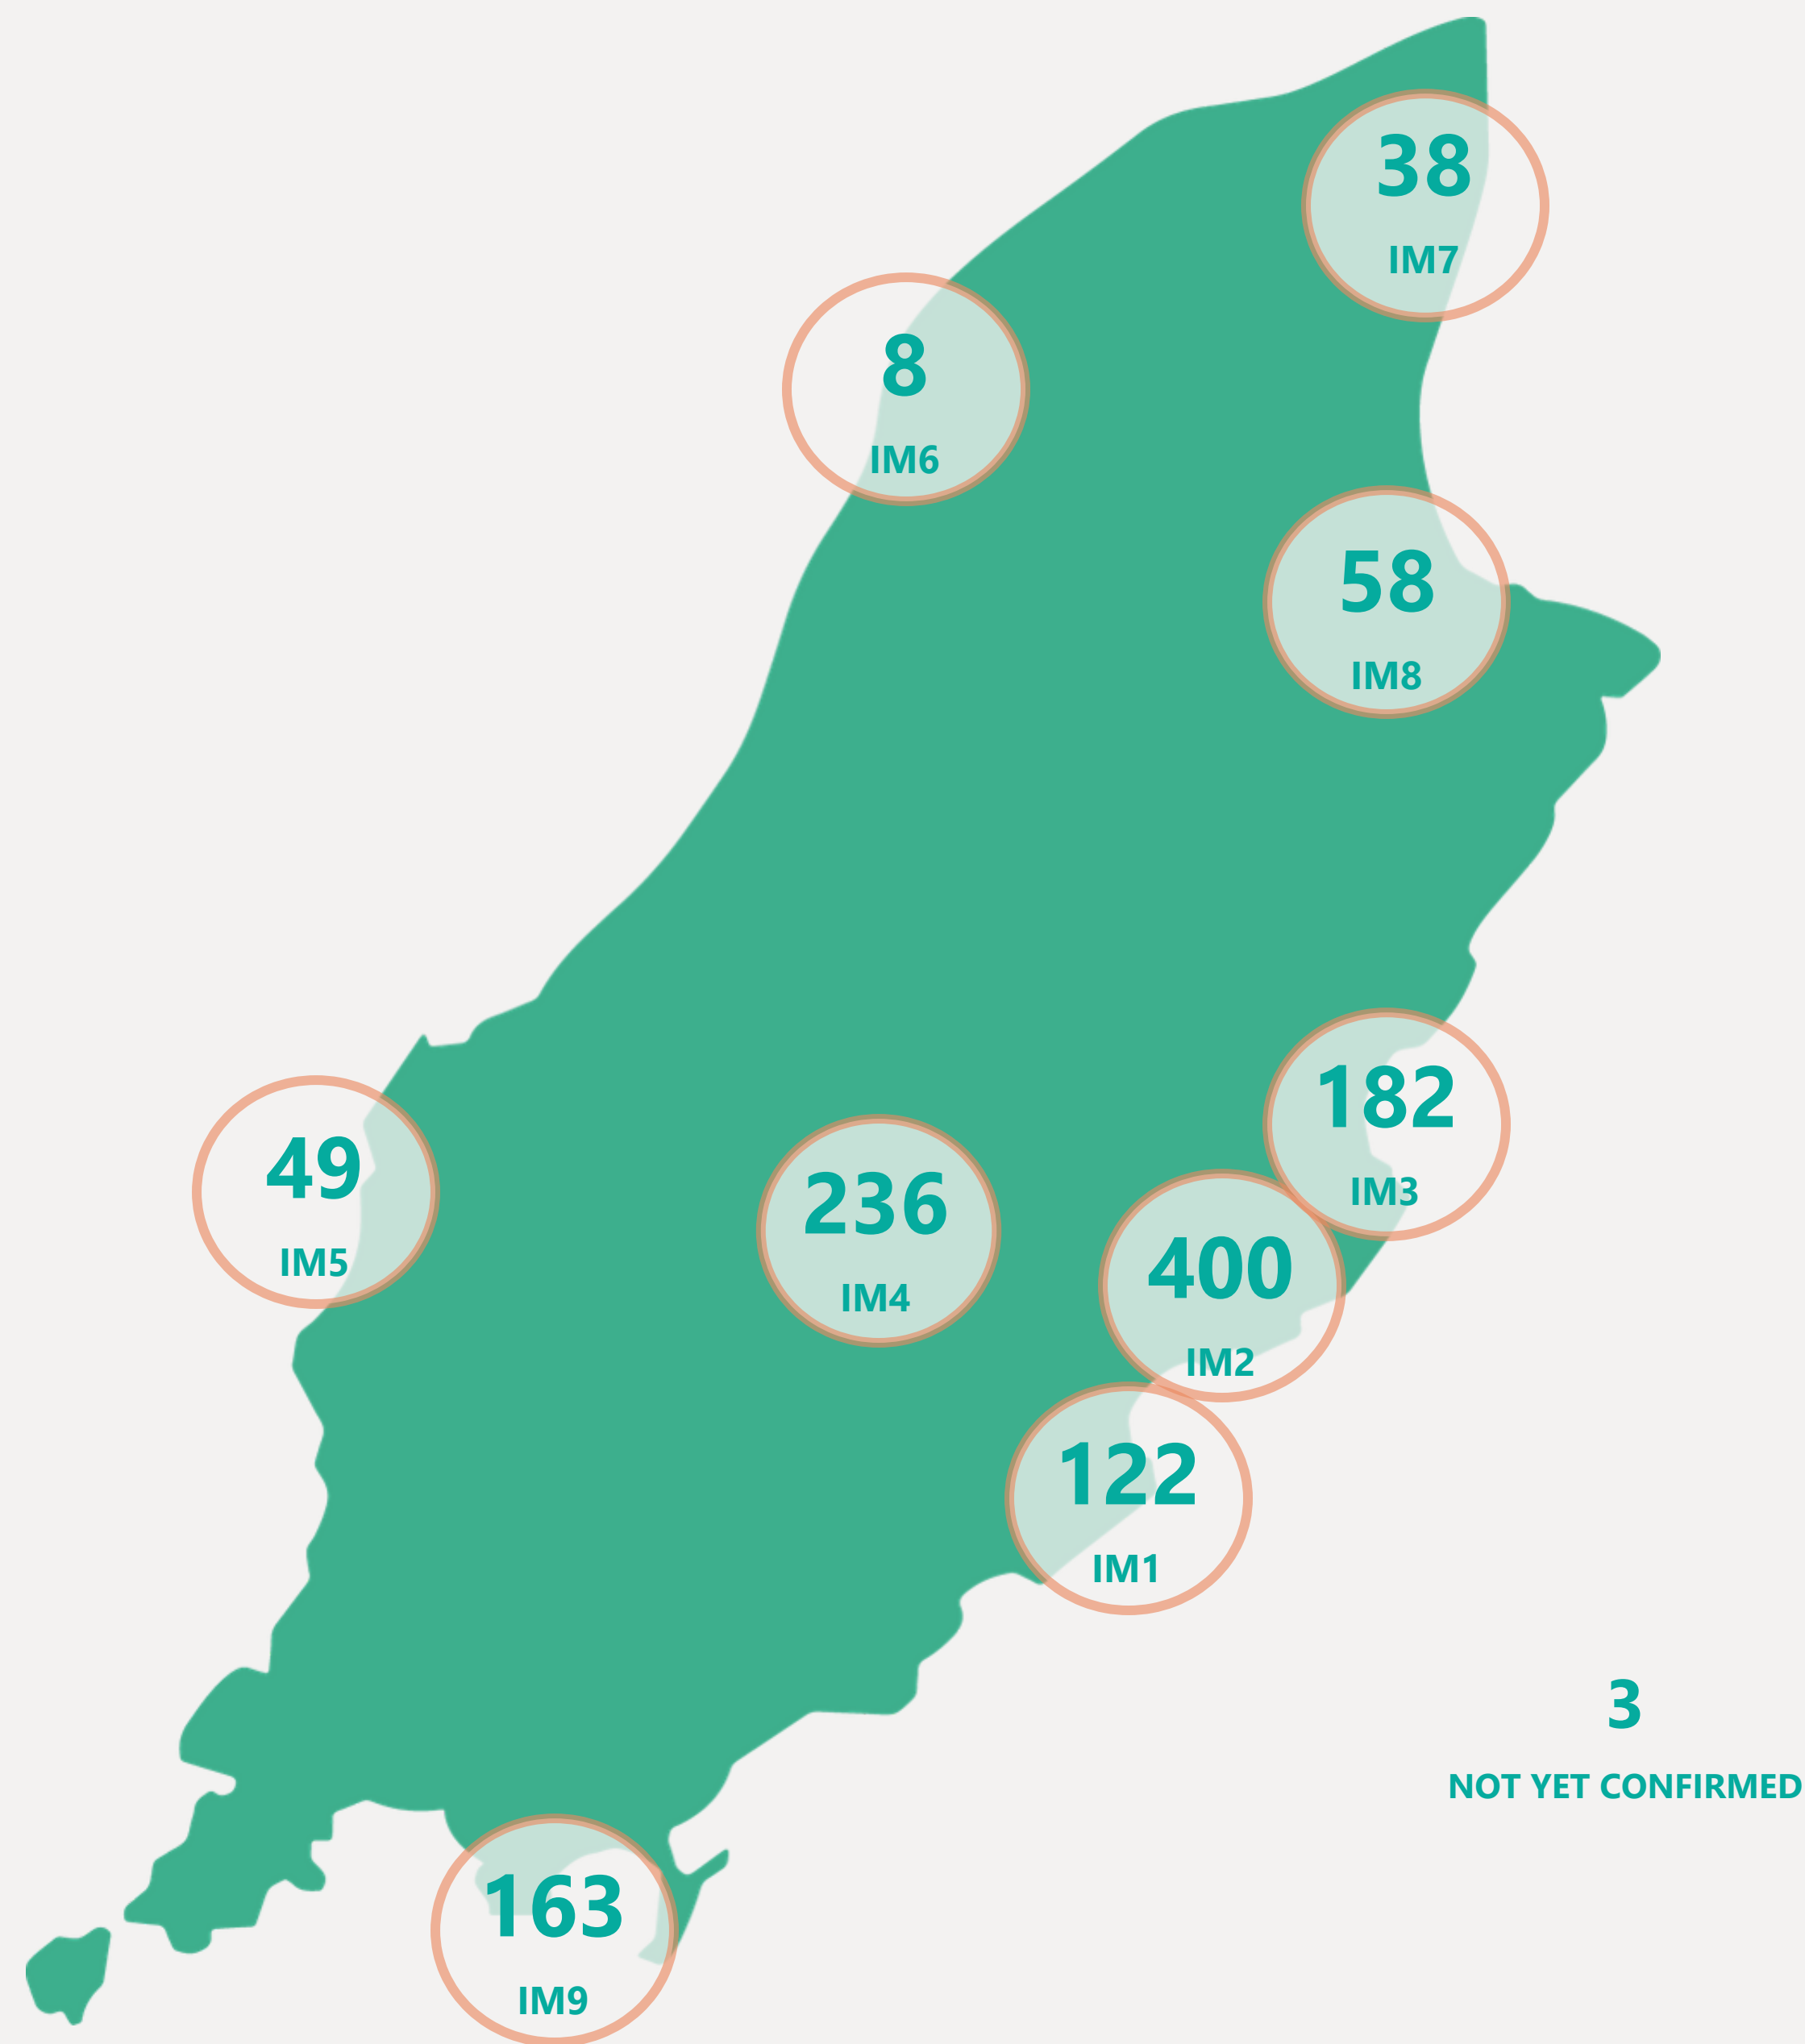 38
IM7
8
IM6
58
IM8
182
IM3
49
IM5
236
IM4
400
IM2
122
IM1
3
NOT YET CONFIRMED
163
IM9